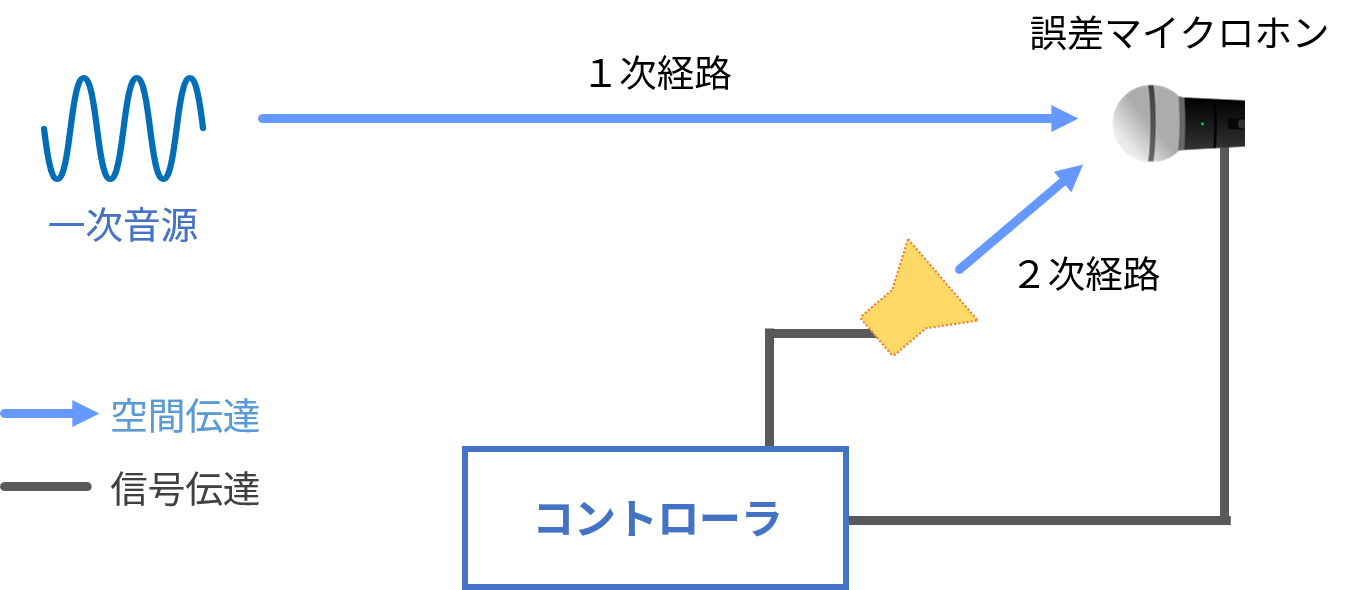 誤差マイクロホン
１次経路
一次音源
２次経路
空間伝達
信号伝達
コントローラ